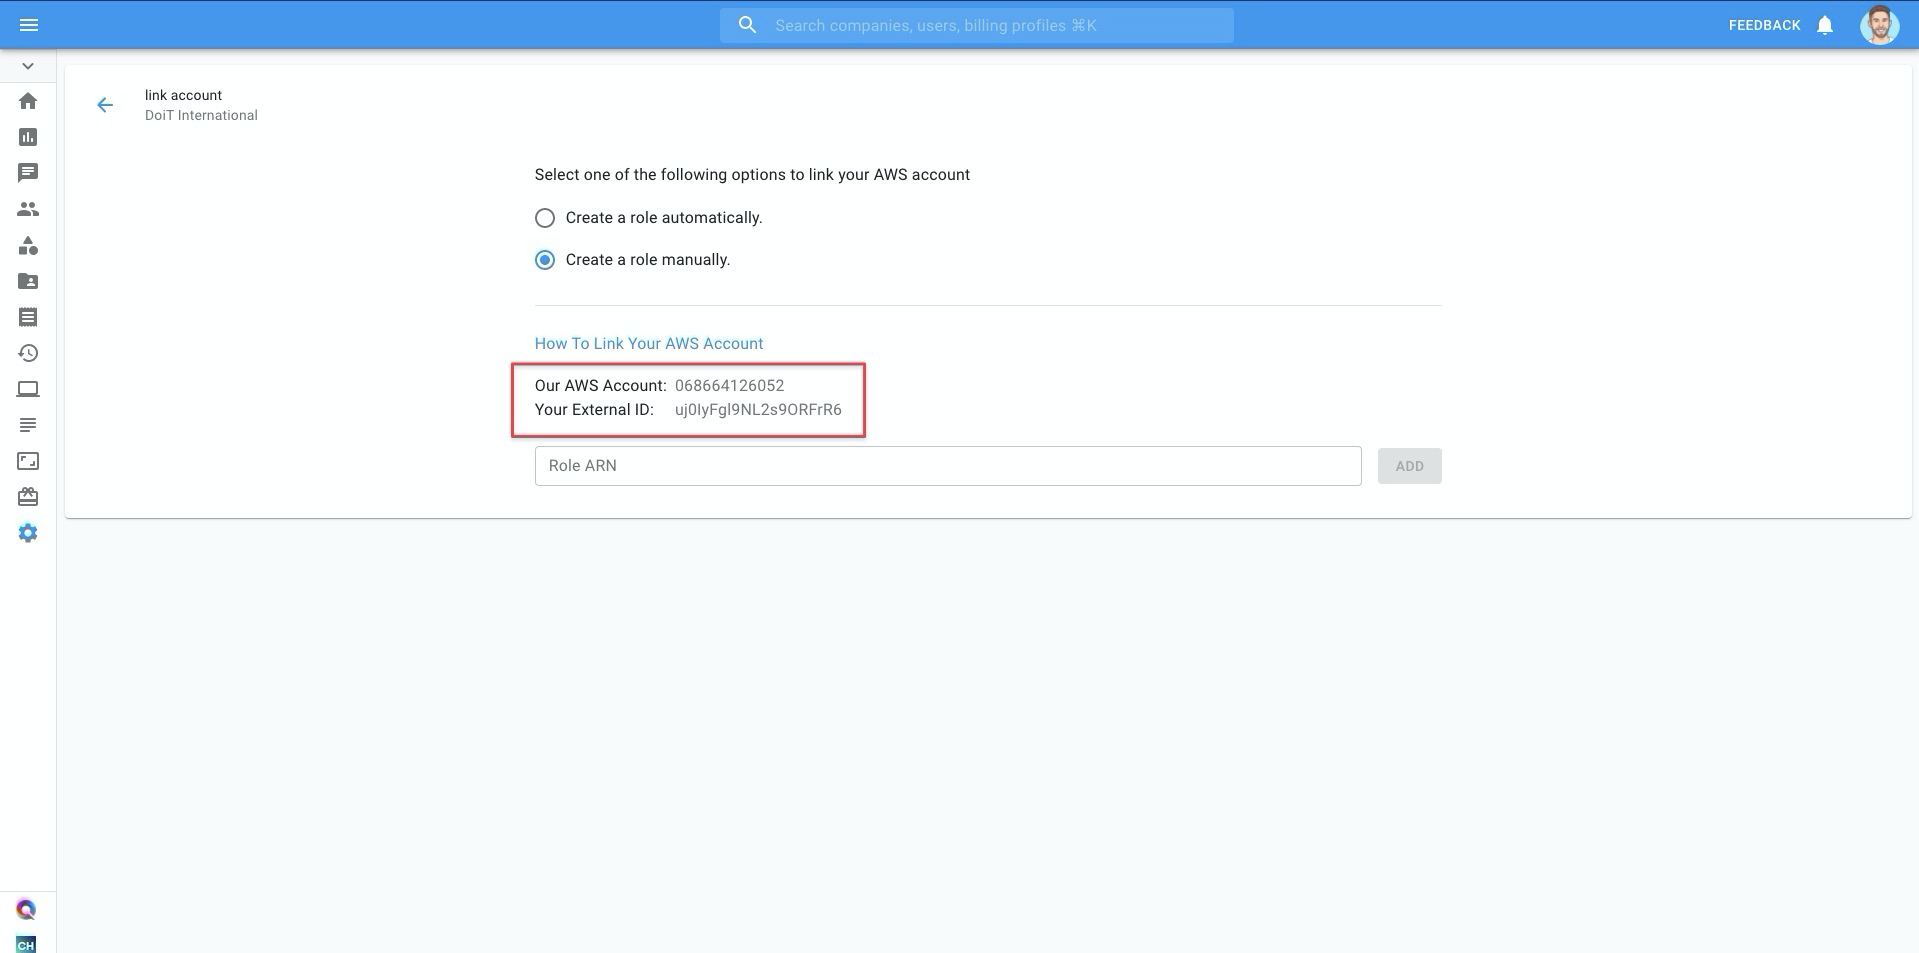 Search companies, users, billing profiles ⌘K
FEEDBACK
link account
DoiT International
Select one of the following options to link your AWS account
Create a role automatically.
Create a role manually.
How To Link Your AWS Account
Our AWS Account: 068664126052
Your External ID: uj0IyFgl9NL2s9ORFrR6
Role ARN
ADD
CH